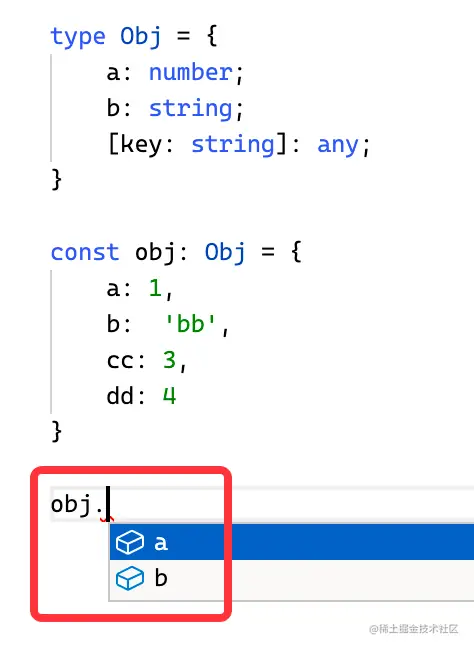 type Obj = {
    a: number;
    b: string;
    [key: string]: any;
}
const obj: Obj = {
    a: 1,
    b:  'bb',
    cc: 3,
    dd: 4
}
obj.
a
b
@稀土掘金技术社区